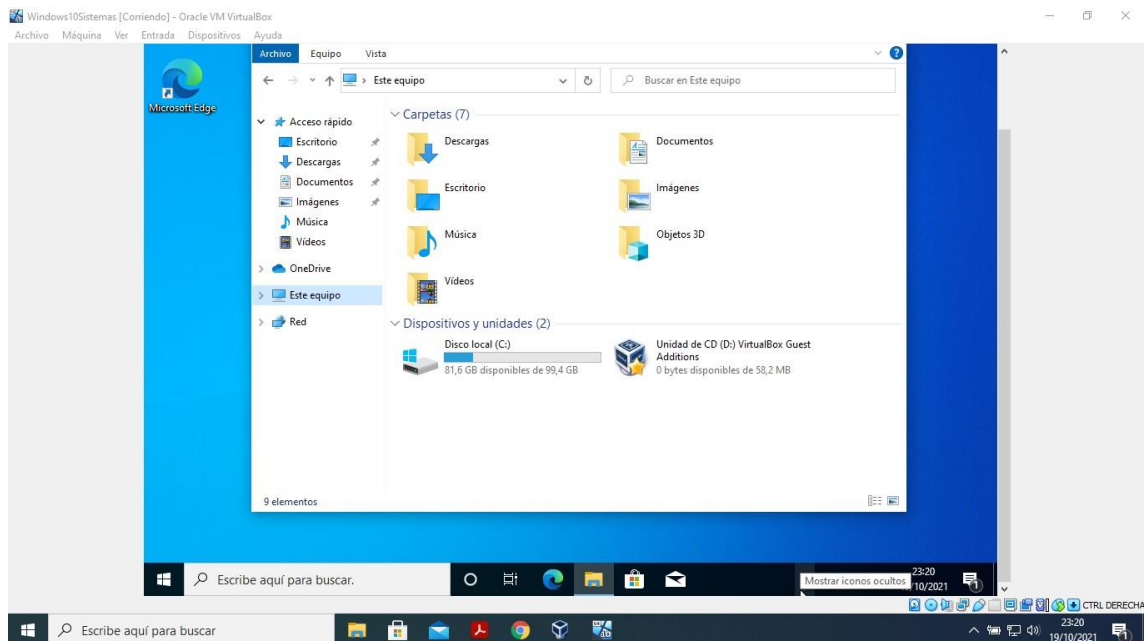 Windows10Sistemas [Corriendo] - Oracle VM VirtualBox
Archivo Máquina Ver Entrada Dispositivos Ayuda
Microsoft Edge
Archivo Equipo Vista
Este equipo
Buscar en Este equipo
Acceso rápido
Escritorio
Descargas
Documentos
Imágenes
Música
Vídeos
OneDrive
Este equipo
Red
Carpetas (7)
Descargas
Documentos
Escritorio
Imágenes
Música
Objetos 3D
Vídeos
Dispositivos y unidades (2)
Disco local (C:)
81,6 GB disponibles de 99,4 GB
Unidad de CD (D:) VirtualBox Guest
Additions
0 bytes disponibles de 58,2 MB
9 elementos
Escribe aquí para buscar.
Mostrar iconos ocultos
23:20
/10/2021
1
CTRL DERECHA
Escribe aquí para buscar
23:20
19/10/2021